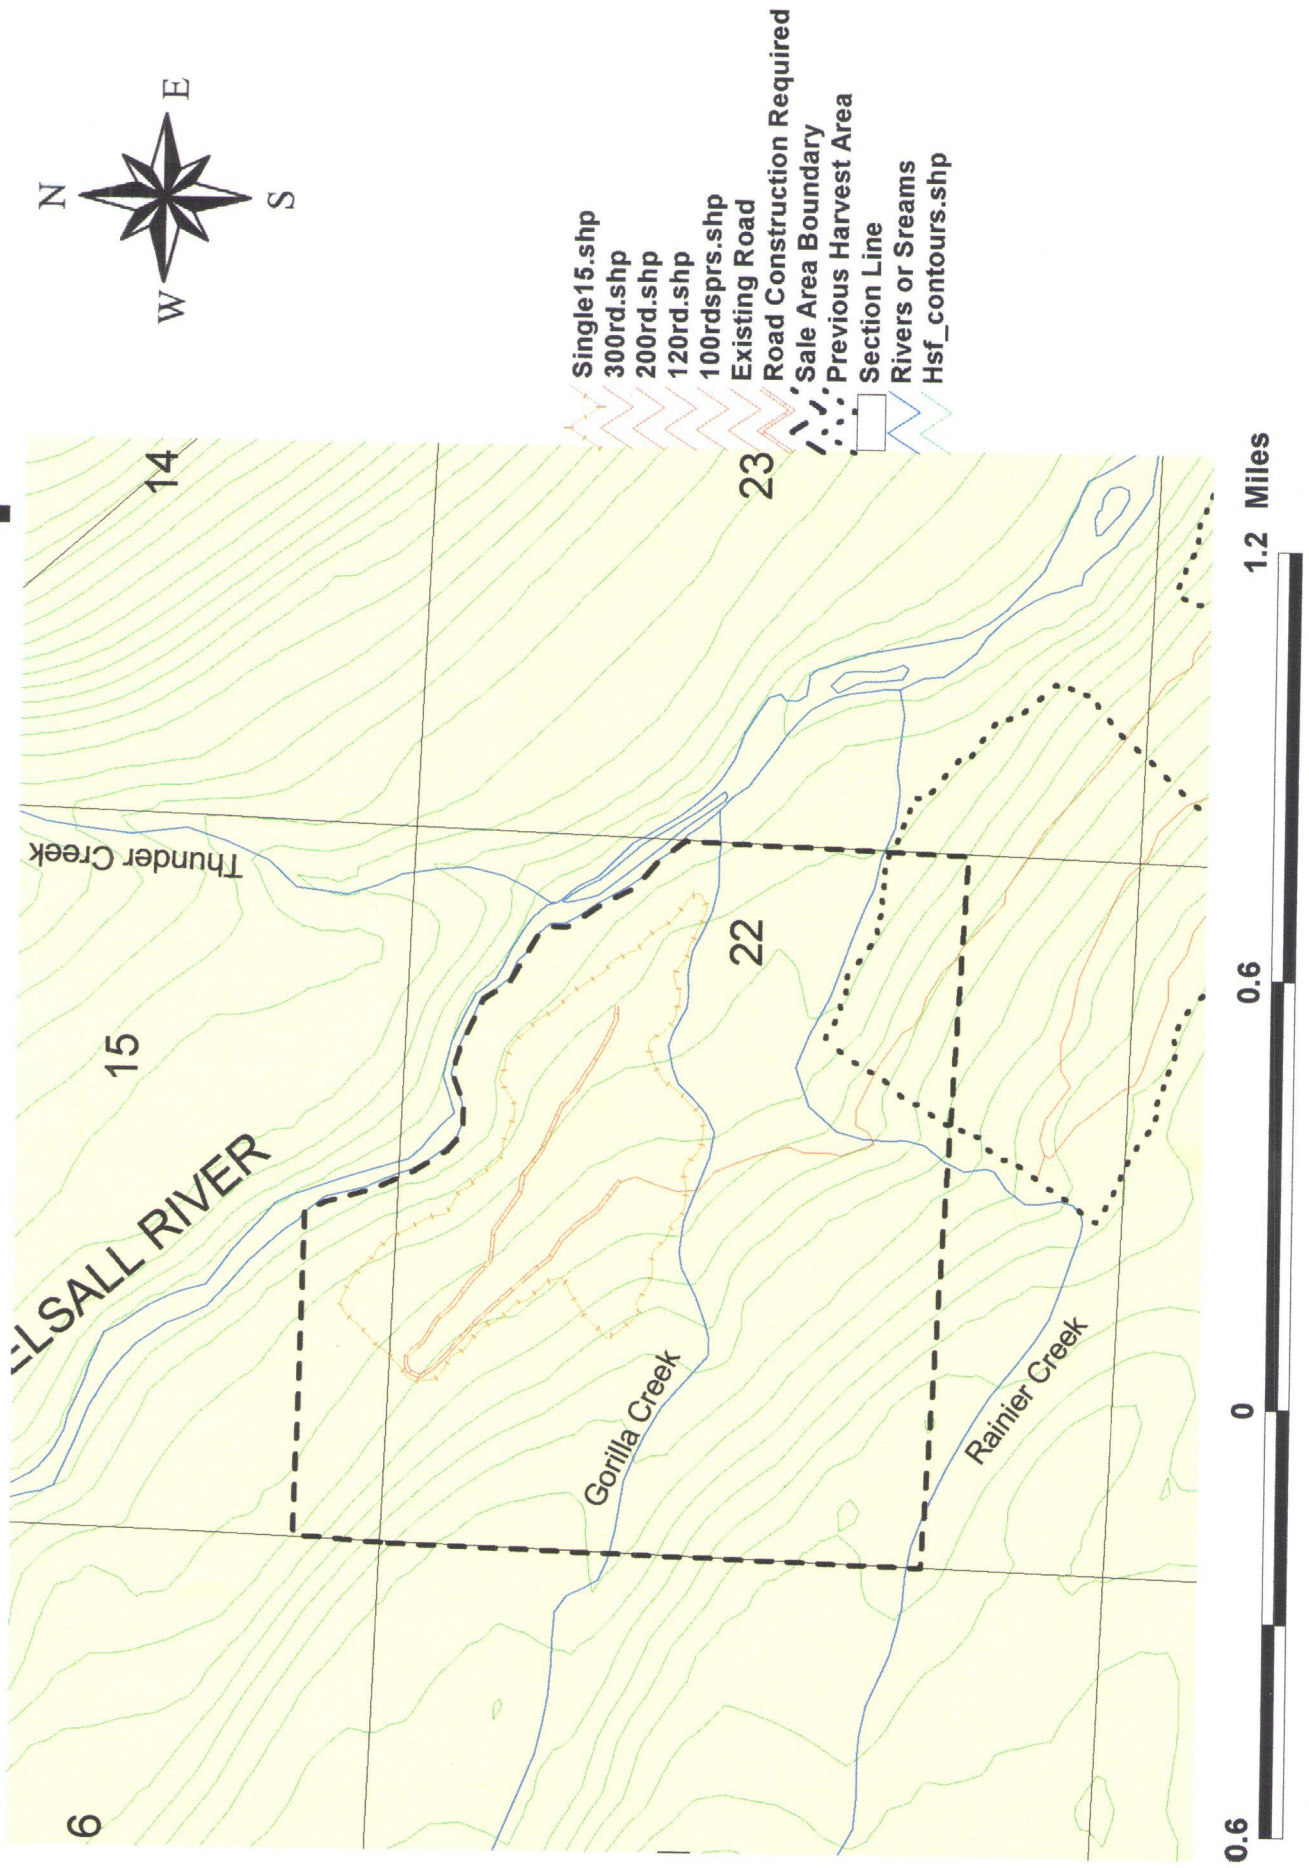 N
W
E
S
14
15
ELSALL RIVER
Thunder Creek
6
22
23
Gorilla Creek
Rainier Creek
Single15.shp
300rd.shp
200rd.shp
120rd.shp
100rdsprs.shp
Existing Road
Road Construction Required
Sale Area Boundary
Previous Harvest Area
Section Line
Rivers or Sreams
Hsf_contours.shp
0.6 0 0.6 1.2 Miles